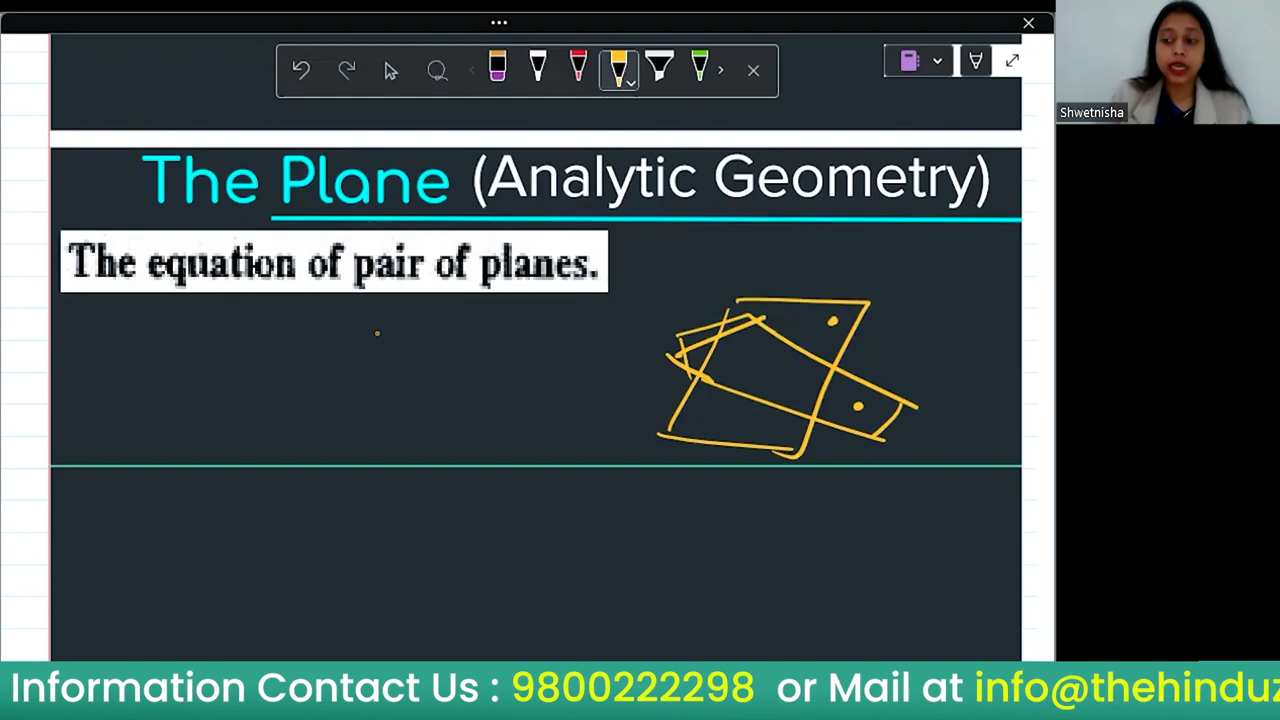 Shwetnisha
The Plane (Analytic Geometry)
The equation of pair of planes.
Information Contact Us : 9800222298 or Mail at info@thehindu